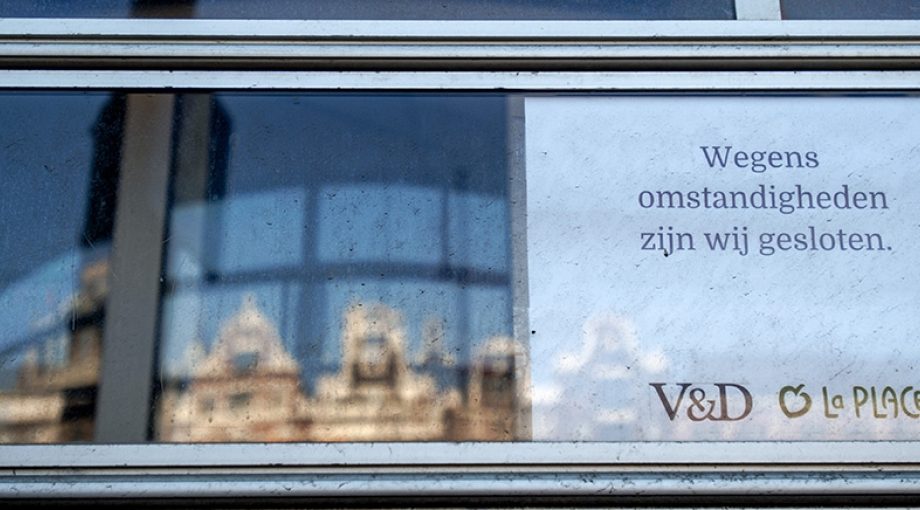 Wegens
omstandigheden
zijn wij gesloten.
V&D La PLACE